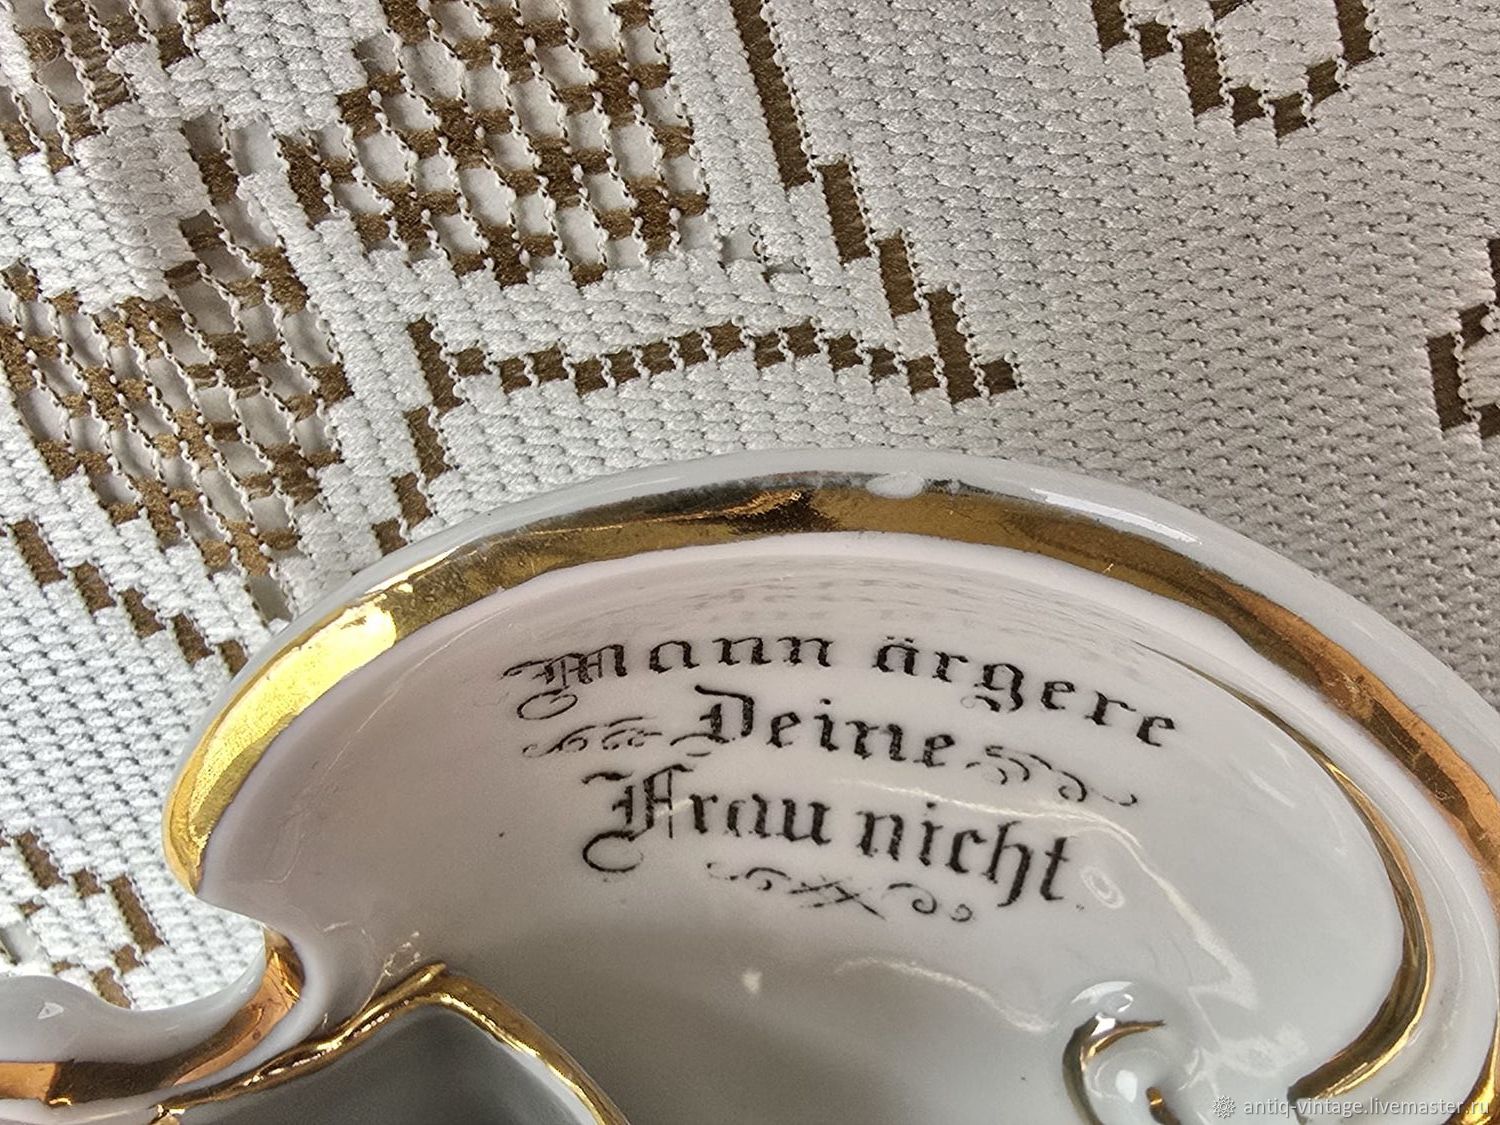 Mann ärgere
Deine
Frau nicht
antiq-vintage.livemaster.ru